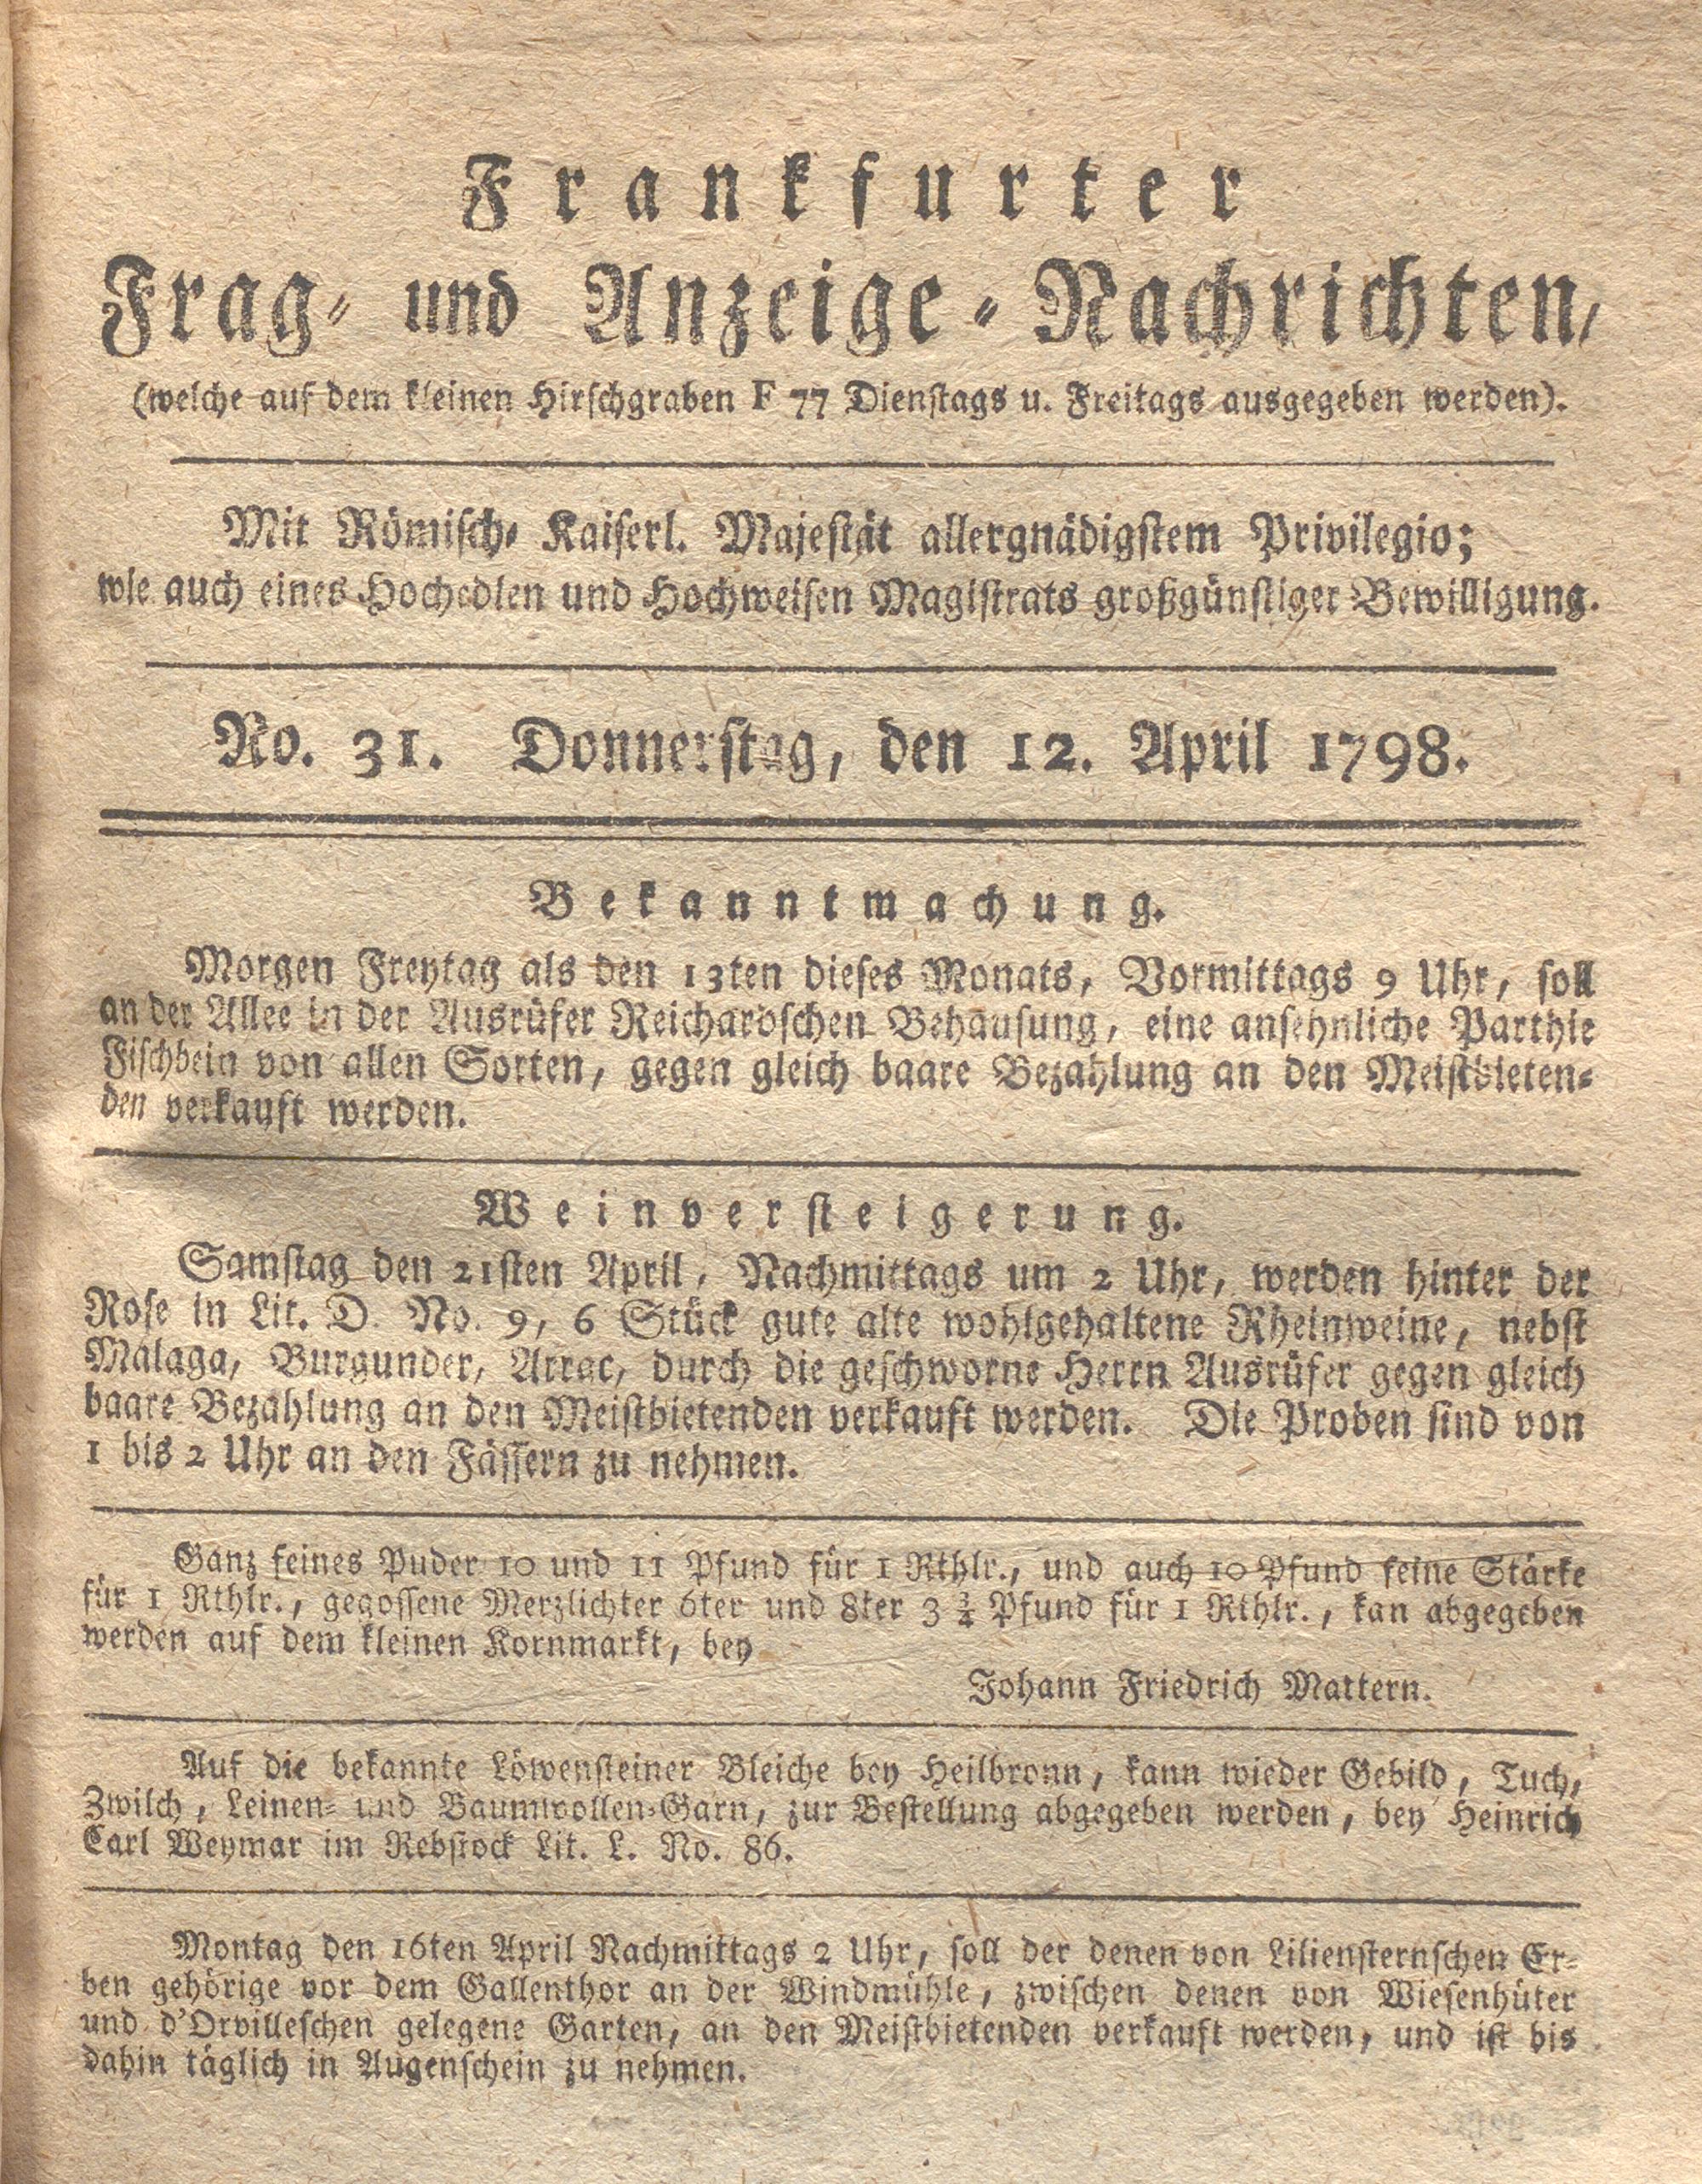 Frankfurter
Frag- und Anzeige-Nachrichten,
(welche auf dem kleinen Hirschgraben F 77 Dienstags u. Freitags ausgegeben werden).
Mit Römisch- Kaiserl. Majestät allergnädigstem Privilegio;
wie auch eines Hochedlen und Hochweisen Magistrats großgünstiger Bewilligung.
No. 31. Donnerstag, den 12. April 1798.
Bekanntmachung.
Morgen Freytag als den 13ten dieses Monats, Vormittags 9 Uhr, soll
an der Allee in der Ausrüfer Reichardschen Behausung, eine ansehnliche Parthie
Fischbein von allen Sorten, gegen gleich baare Bezahlung an den Meistbieten-
den verkauft werden.
Weinversteigerung.
Samstag den 21sten April, Nachmittags um 2 Uhr, werden hinter der
Rose in Lit. D. No. 9, 6 Stück gute alte wohlgehaltene Rheinweine, nebst
Malaga, Burgunder, Arrac, durch die geschworne Herrn Ausrüfer gegen gleich
baare Bezahlung an den Meistbietenden verkauft werden. Die Proben sind von
1 bis 2 Uhr an den Fässern zu nehmen.
Ganz feines Puder 10 und 11 Pfund für 1 Rthlr., und auch 10 Pfund feine Stärke
für 1 Rthlr., gegossene Merzlichter 6ter und 8ter 3 3/4 Pfund für 1 Rthlr., kan abgegeben
werden auf dem kleinen Kornmarkt, bey
Johann Friedrich Mattern.
Auf die bekannte Löwensteiner Bleiche bey Heilbronn, kann wieder Gebild, Tuch,
Zwilch, Leinen- und Baumwollen-Garn, zur Bestellung abgegeben werden, bey Heinrich
Carl Weymar im Rebstock Lit. L. No. 86.
Montag den 16ten April Nachmittags 2 Uhr, soll der denen von Liliensternschen Er-
ben gehörige vor dem Gallenthor an der Windmühle, zwischen denen von Wiesenhüter
und d'Orvilleschen gelegene Garten, an den Meistbietenden verkauft werden, und ist bis
dahin täglich in Augenschein zu nehmen.